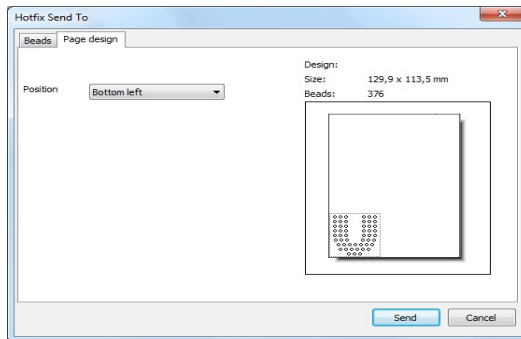 Hotfix Send To
Beads Page design
Design:
Size: 129,9 x 113,5 mm
Position Bottom left
Beads: 376
Send Cancel